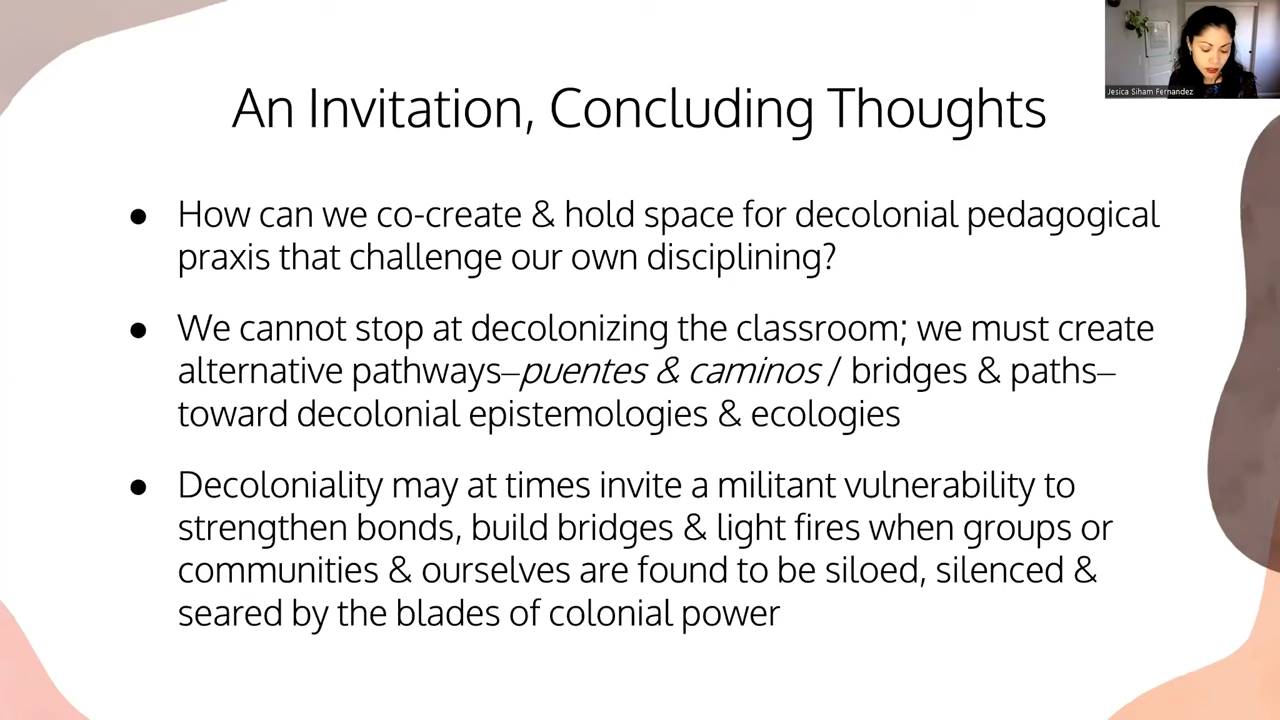 Jesica Siham Fernandez
An Invitation, Concluding Thoughts
● How can we co-create & hold space for decolonial pedagogical
praxis that challenge our own disciplining?
● We cannot stop at decolonizing the classroom; we must create
alternative pathways–puentes & caminos / bridges & paths–
toward decolonial epistemologies & ecologies
● Decoloniality may at times invite a militant vulnerability to
strengthen bonds, build bridges & light fires when groups or
communities & ourselves are found to be siloed, silenced &
seared by the blades of colonial power